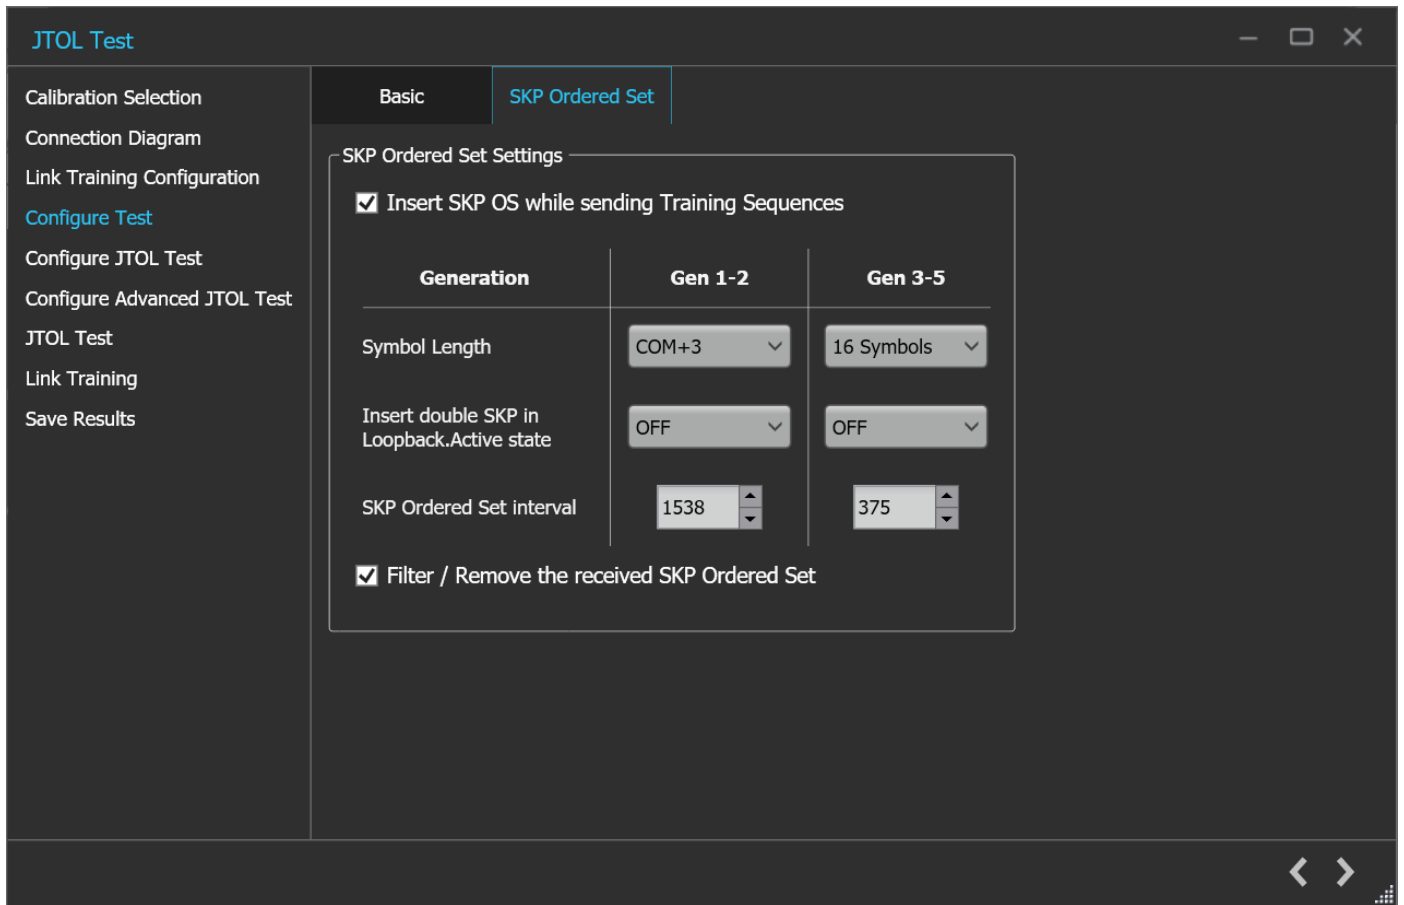 JTOL Test
Calibration Selection
Connection Diagram
Link Training Configuration
Configure Test
Configure JTOL Test
Configure Advanced JTOL Test
JTOL Test
Link Training
Save Results
Basic
SKP Ordered Set
SKP Ordered Set Settings
Insert SKP OS while sending Training Sequences
Generation Gen 1-2 Gen 3-5
Symbol Length COM+3 16 Symbols
Insert double SKP in
Loopback.Active state OFF OFF
SKP Ordered Set interval 1538 375
Filter / Remove the received SKP Ordered Set